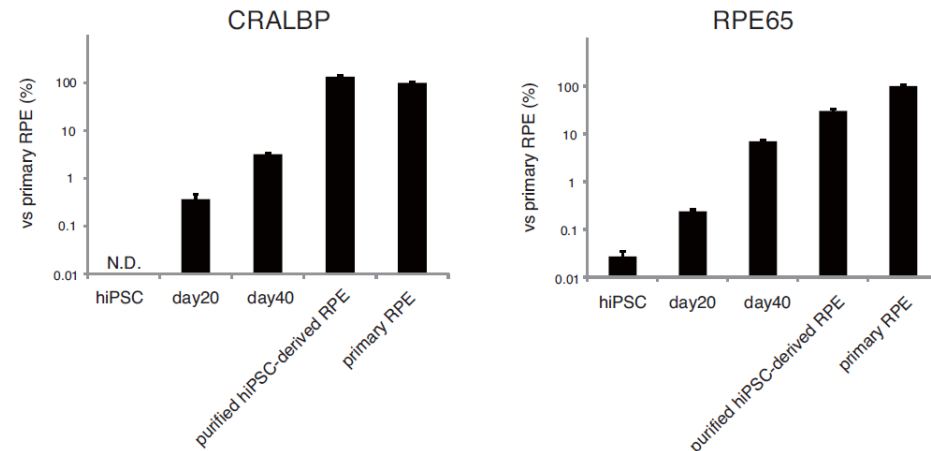 CRALBP
vs primary RPE (%)
100
10
1
0.1
0.01
N.D.
hiPSC
day20
day40
purified hiPSC-derived RPE
primary RPE
RPE65
vs primary RPE (%)
100
10
1
0.1
0.01
hiPSC
day20
day40
purified hiPSC-derived RPE
primary RPE